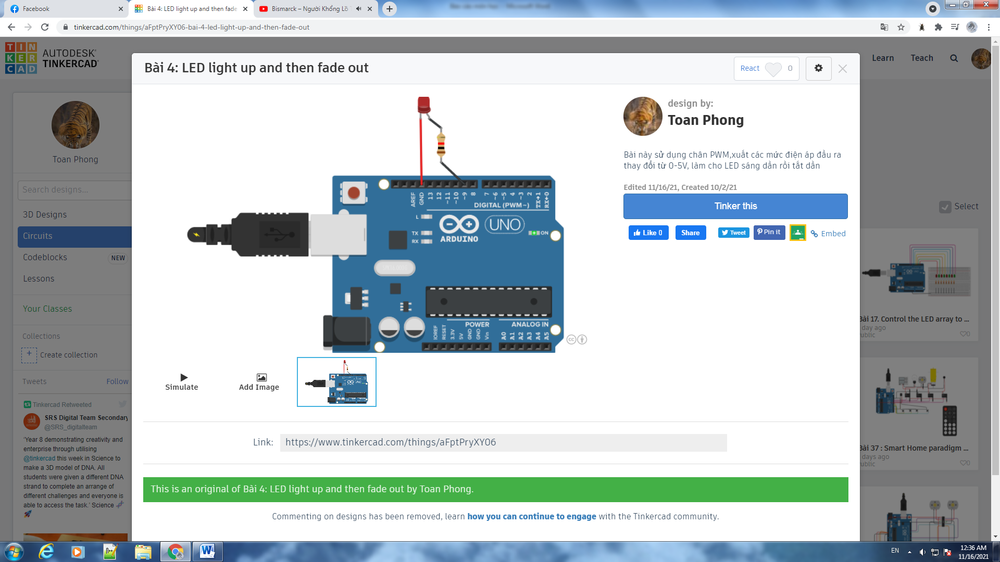 Facebook
Bài 4: LED light up and then fade
Bismarck – Người Khổng Lồ
tinkercad.com/things/aFptPryXY06-bai-4-led-light-up-and-then-fade-out
TIN
KER
CAD
AUTODESK®
TINKERCAD®
Learn
Teach
Toan Phong
Search designs...
3D Designs
Circuits
Codeblocks
NEW
Lessons
Your Classes
Collections
+ Create collection
Tweets
Follow
Tinkercad Retweeted
SRS Digital Team Secondary
@SRS_digitalteam
'Year 8 demonstrating creativity and
enterprise through utilising
@tinkercad this week in Science to
make a 3D model of DNA. All
students were given a different DNA
strand to complete an arrange of
different challenges and everyone is
able to access the task.' Science 🧬
🚀
Bài 4: LED light up and then fade out
React
0
AREF
GND
13
12
~11
~10
~9
8
7
~6
~5
4
~3
2
TX→1
RX←0
DIGITAL (PWM~)
L
TX
RX
UNO
ON
ARDUINO
POWER
ANALOG IN
IOREF
RESET
3.3V
5V
GND
GND
Vin
A0
A1
A2
A3
A4
A5
cc
design by:
Toan Phong
Bài này sử dụng chân PWM,xuất các mức điện áp đầu ra
thay đổi từ 0-5V, làm cho LED sáng dần rồi tắt dần
Edited 11/16/21, Created 10/2/21
Tinker this
Like 0
Share
Tweet
Pin it
Embed
Simulate
Add Image
Link:
https://www.tinkercad.com/things/aFptPryXY06
This is an original of Bài 4: LED light up and then fade out by Toan Phong.
Commenting on designs has been removed, learn how you can continue to engage with the Tinkercad community.
Select
Bài 17. Control the LED array to ...
day ago
ublic
0
Bài 37 : Smart Home paradigm ...
days ago
ublic
0
EN
12:36 AM
11/16/2021